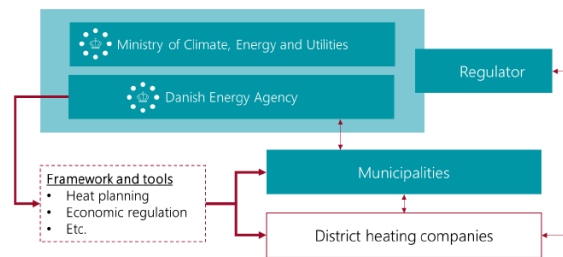 Ministry of Climate, Energy and Utilities
Regulator
Danish Energy Agency
Framework and tools
• Heat planning
• Economic regulation
• Etc.
Municipalities
District heating companies